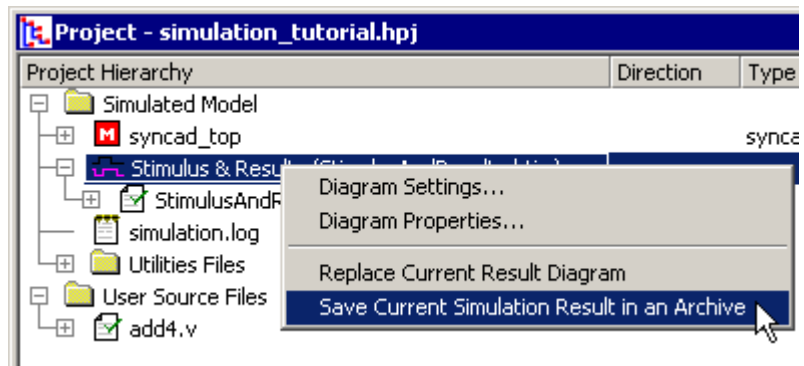 Project - simulation_tutorial.hpj
Project Hierarchy Direction Type
Simulated Model
M syncad_top synca
Stimulus & Resu
Diagram Settings...
StimulusAndR
Diagram Properties...
simulation.log
Utilities Files
Replace Current Result Diagram
User Source Files
Save Current Simulation Result in an Archive
add4.v